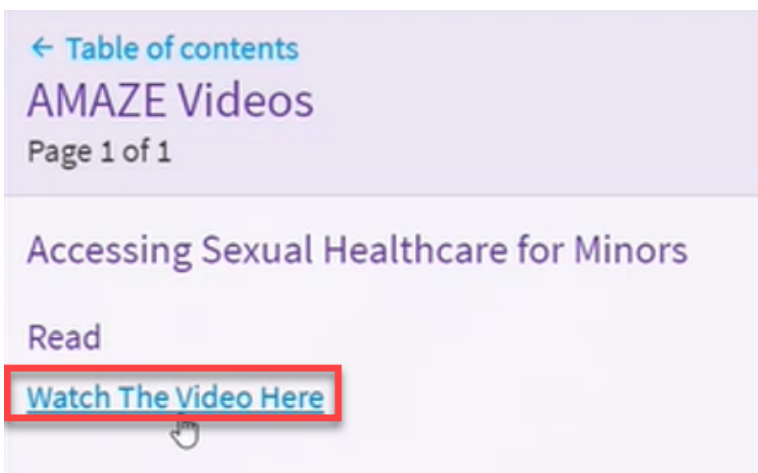 ← Table of contents
AMAZE Videos
Page 1 of 1
Accessing Sexual Healthcare for Minors
Read
Watch The Video Here